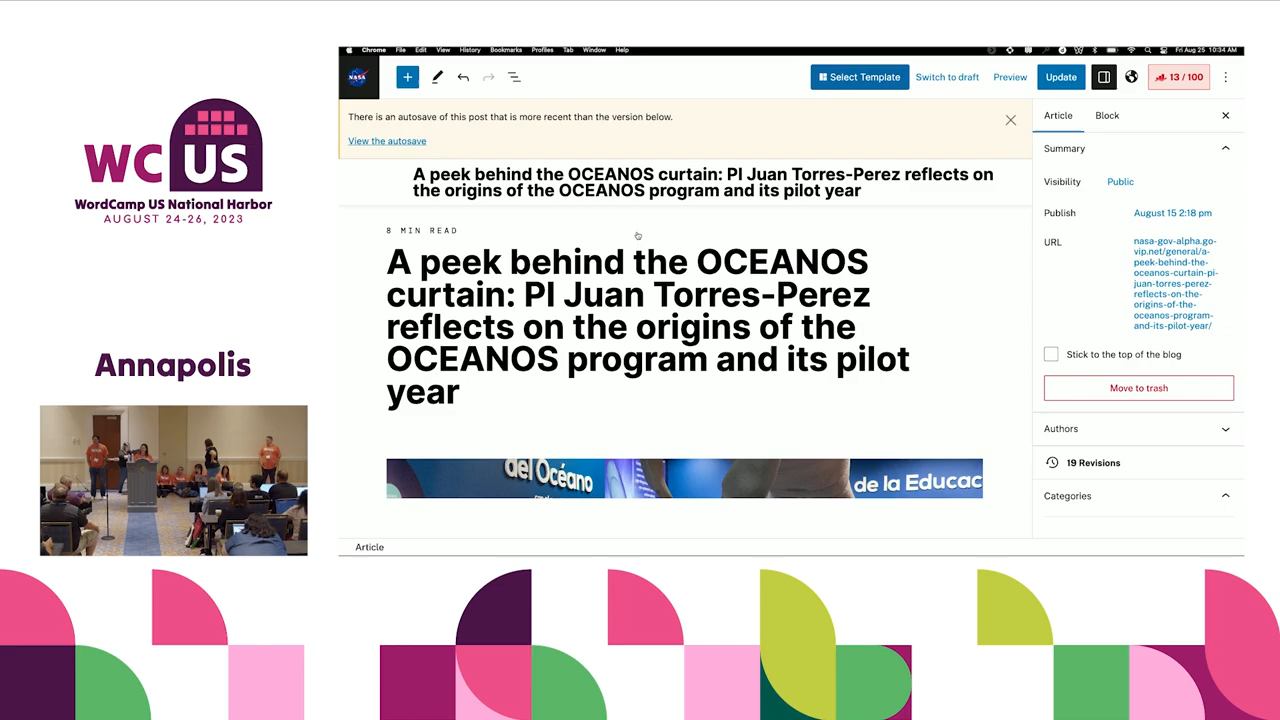 WC US
WordCamp US National Harbor
AUGUST 24-26, 2023
Annapolis
Chrome File Edit View History Bookmarks Profiles Tab Window Help
Fri Aug 25 10:34 AM
NASA
Select Template
Switch to draft
Preview
Update
13 / 100
There is an autosave of this post that is more recent than the version below.
View the autosave
A peek behind the OCEANOS curtain: PI Juan Torres-Perez reflects on
the origins of the OCEANOS program and its pilot year
8 MIN READ
A peek behind the OCEANOS
curtain: PI Juan Torres-Perez
reflects on the origins of the
OCEANOS program and its pilot
year
del Océano
de la Educac
Article
Article Block
Summary
Visibility Public
Publish August 15 2:18 pm
URL nasa-gov-alpha.go-
vip.net/general/a-
peek-behind-the-
oceanos-curtain-pi-
juan-torres-perez-
reflects-on-the-
origins-of-the-
oceanos-program-
and-its-pilot-year/
Stick to the top of the blog
Move to trash
Authors
19 Revisions
Categories